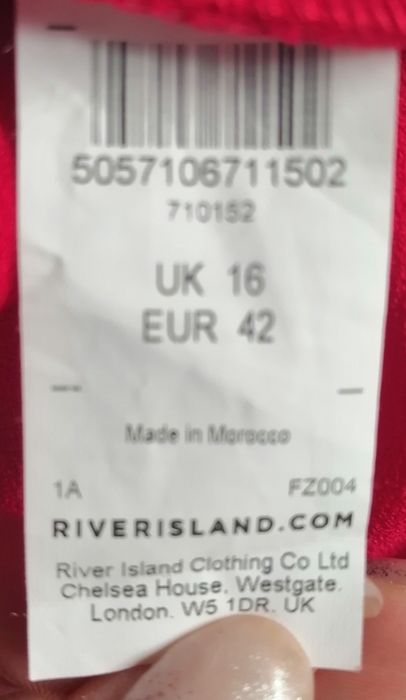 5057106711502
710152
UK 16
EUR 42
Made in Morocco
1A FZ004
RIVERISLAND.COM
River Island Clothing Co Ltd
Chelsea House, Westgate,
London. W5 1DR. UK